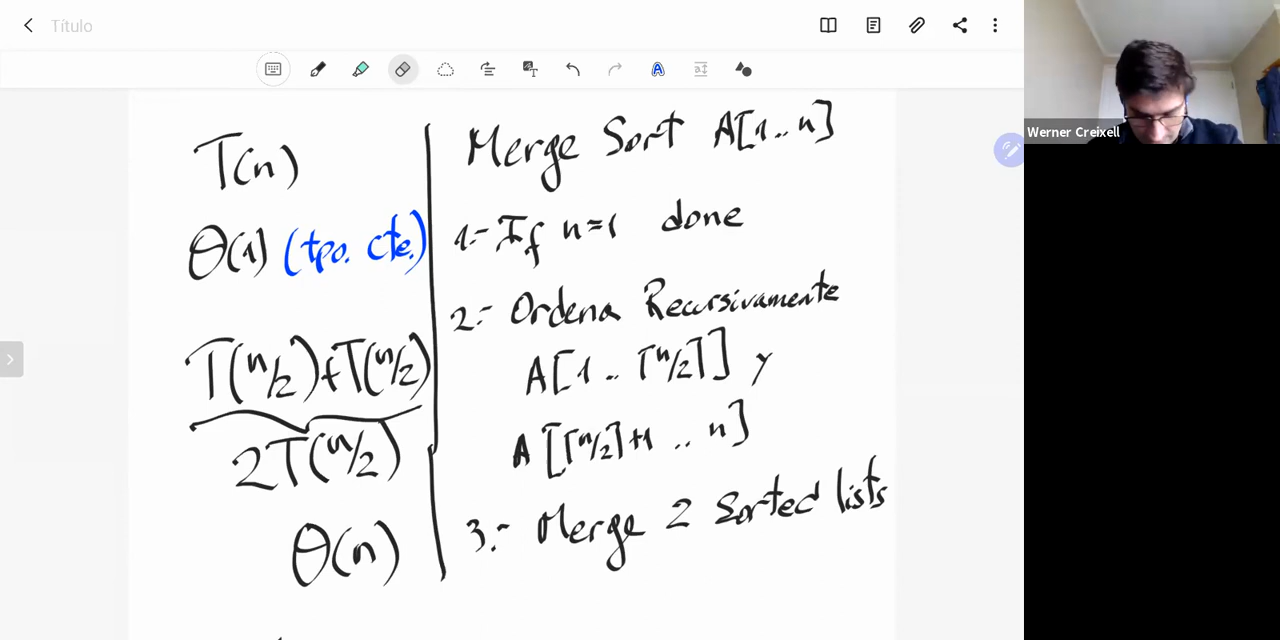 Título
Werner Creixell
T(n)
Merge Sort A[1..n]
Θ(1) (tpo. cte.)
1.- If n=1 done
2.- Ordena Recursivamente
T(n/2)+T(n/2)
A[1..⌈n/2⌉] y
2T(n/2)
A[⌈n/2⌉+1..n]
Θ(n)
3.- Merge 2 Sorted lists